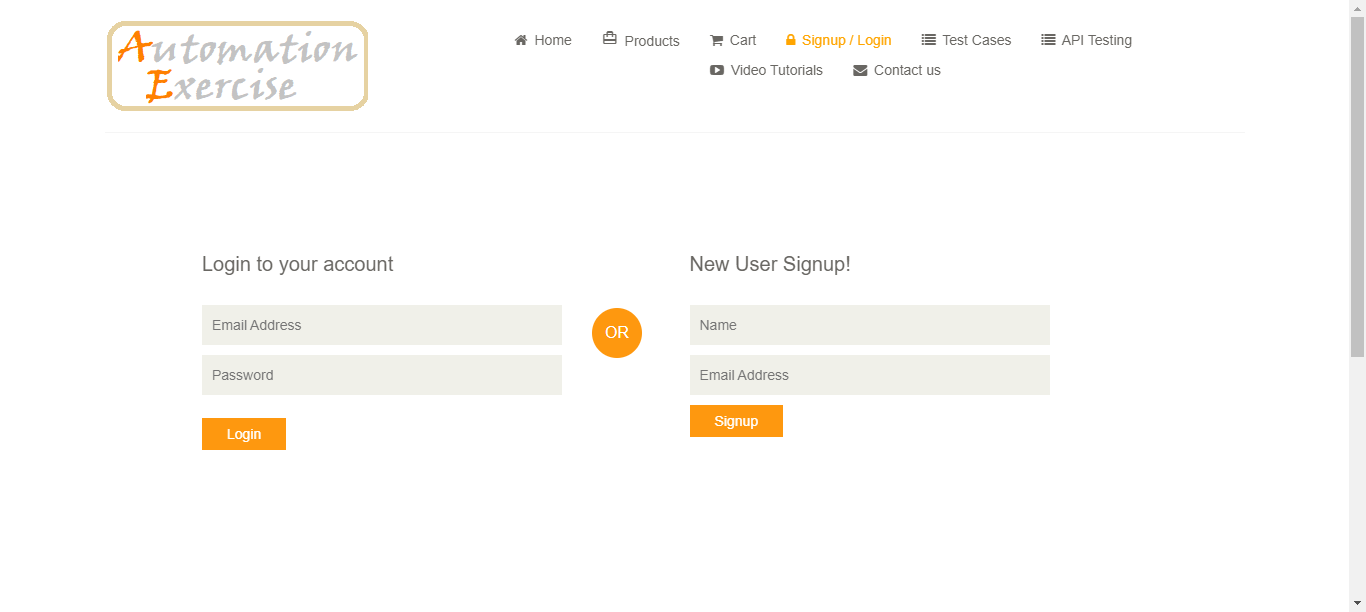 Automation
Exercise
Home Products Cart Signup / Login Test Cases API Testing
Video Tutorials Contact us
Login to your account
Email Address
Password
Login
OR
New User Signup!
Name
Email Address
Signup